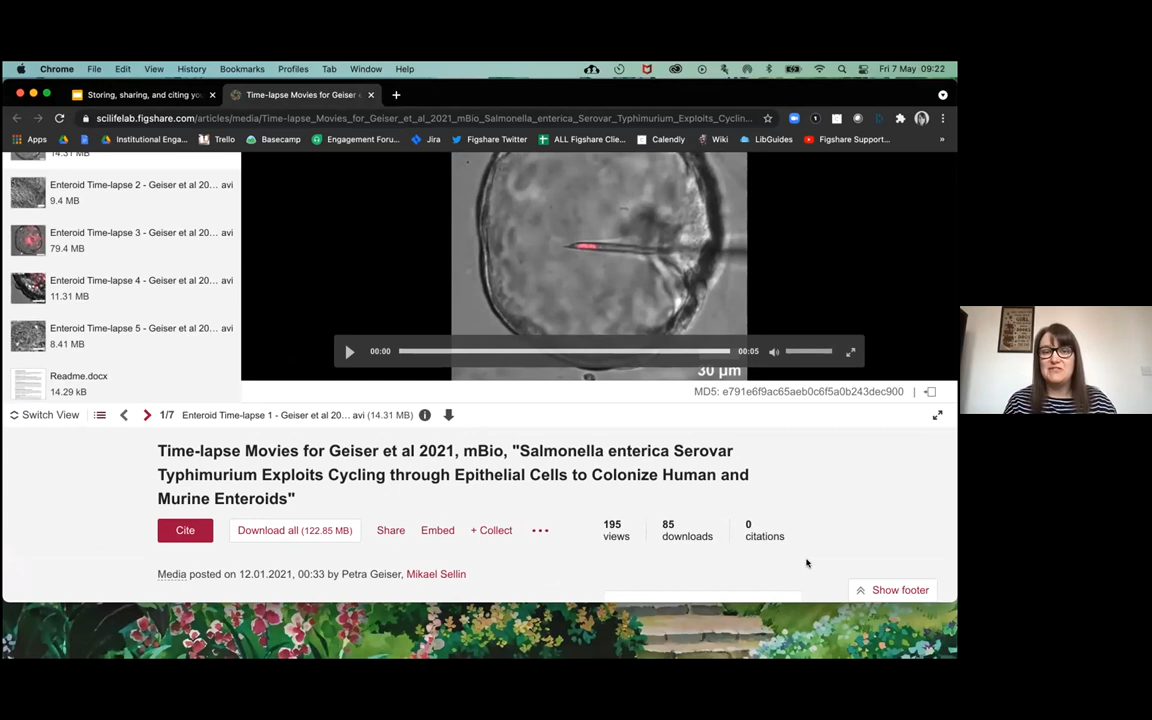 Chrome File Edit View History Bookmarks Profiles Tab Window Help Fri 7 May 09:22
Storing, sharing, and citing yo
Time-lapse Movies for Geiser
scilifelab.figshare.com/articles/media/Time-lapse_Movies_for_Geiser_et_al_2021_mBio_Salmonella_enterica_Serovar_Typhimurium_Exploits_Cyclin...
Apps Institutional Enga... Trello Basecamp Engagement Foru... Jira Figshare Twitter ALL Figshare Clie... Calendly Wiki LibGuides Figshare Support... »
14.31 MB
Enteroid Time-lapse 2 - Geiser et al 20... avi
9.4 MB
Enteroid Time-lapse 3 - Geiser et al 20... avi
79.4 MB
Enteroid Time-lapse 4 - Geiser et al 20... avi
11.31 MB
Enteroid Time-lapse 5 - Geiser et al 20... avi
8.41 MB
Readme.docx
14.29 kB
00:00 00:05
30 µm
MD5: e791e6f9ac65aeb0c6f5a0b243dec900
Switch View 1/7 Enteroid Time-lapse 1 - Geiser et al 20... avi (14.31 MB)
Time-lapse Movies for Geiser et al 2021, mBio, "Salmonella enterica Serovar
Typhimurium Exploits Cycling through Epithelial Cells to Colonize Human and
Murine Enteroids"
Cite Download all (122.85 MB) Share Embed + Collect
195 85 0
views downloads citations
Media posted on 12.01.2021, 00:33 by Petra Geiser, Mikael Sellin
Show footer